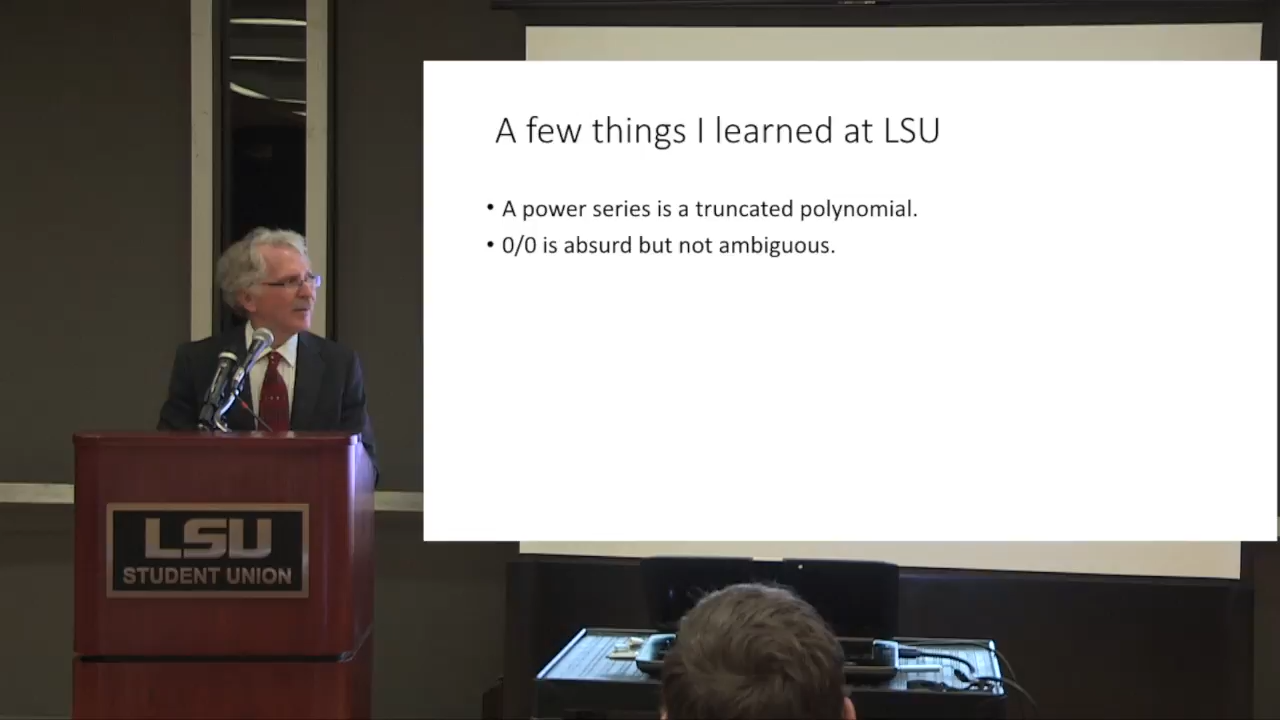 A few things I learned at LSU
• A power series is a truncated polynomial.
• 0/0 is absurd but not ambiguous.
LSU
STUDENT UNION